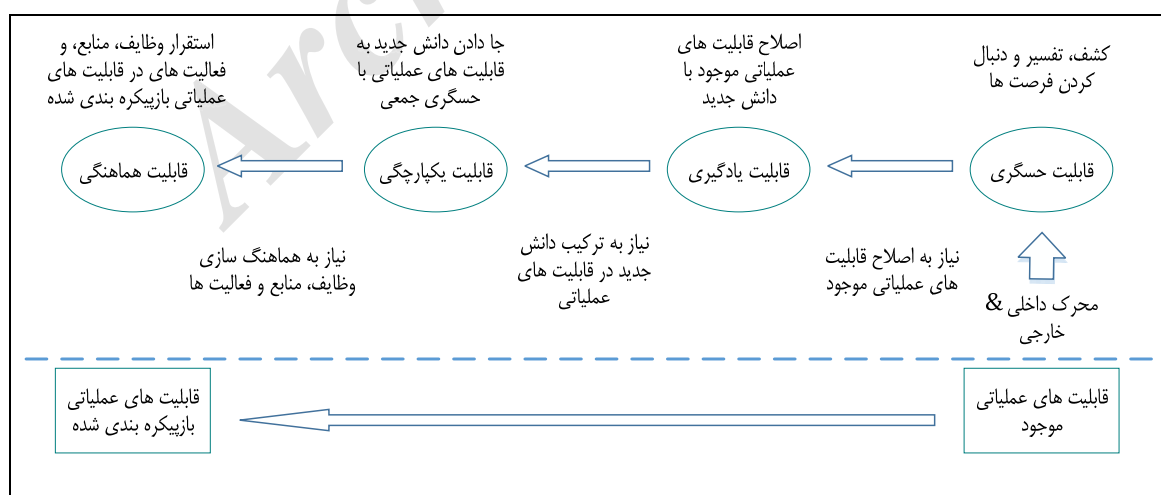 کشف، تفسیر و دنبال
کردن فرصت ها
اصلاح قابلیت های
عملیاتی موجود با
دانش جدید
جا دادن دانش جدید به
قابلیت های عملیاتی با
حسگری جمعی
استقرار وظایف، منابع، و
فعالیت های در قابلیت های
عملیاتی بازپیکره بندی شده
قابلیت حسگری
قابلیت یادگیری
قابلیت یکپارچگی
قابلیت هماهنگی
محرک داخلی &
خارجی
نیاز به اصلاح قابلیت
های عملیاتی موجود
نیاز به ترکیب دانش
جدید در قابلیت های
عملیاتی
نیاز به هماهنگ سازی
وظایف، منابع و فعالیت ها
قابلیت های عملیاتی
موجود
قابلیت های عملیاتی
بازپیکره بندی شده
Arc